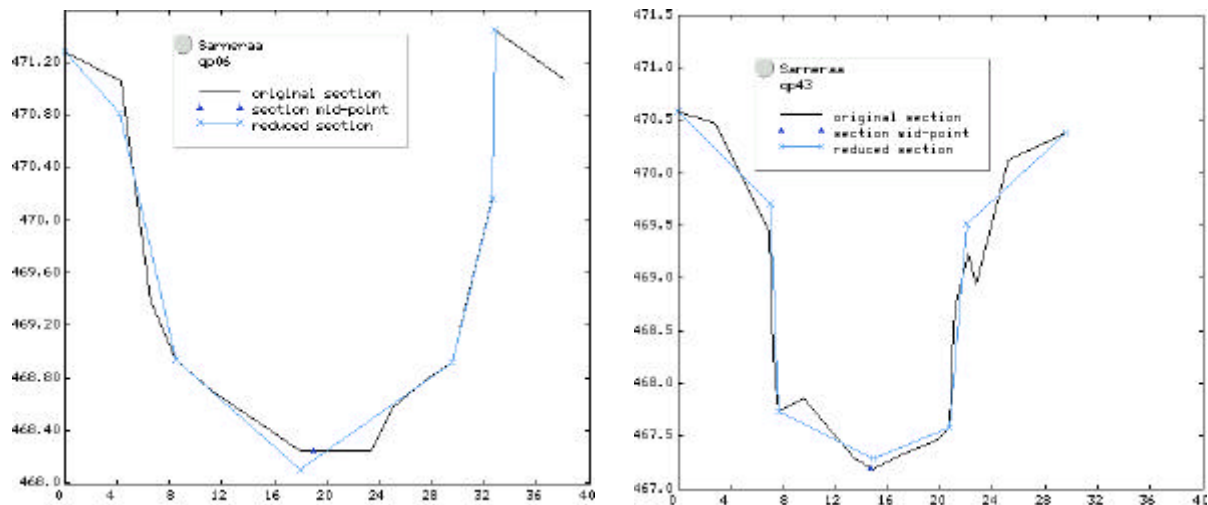 Sarneraa
qp06
original section
section mid-point
reduced section
471.20
470.80
470.40
470.0
469.60
469.20
468.80
468.40
468.0
0 4 8 12 16 20 24 28 32 36 40
Sarneraa
qp43
original section
section mid-point
reduced section
471.5
471.0
470.5
470.0
469.5
469.0
468.5
468.0
467.5
467.0
0 4 8 12 16 20 24 28 32 36 40